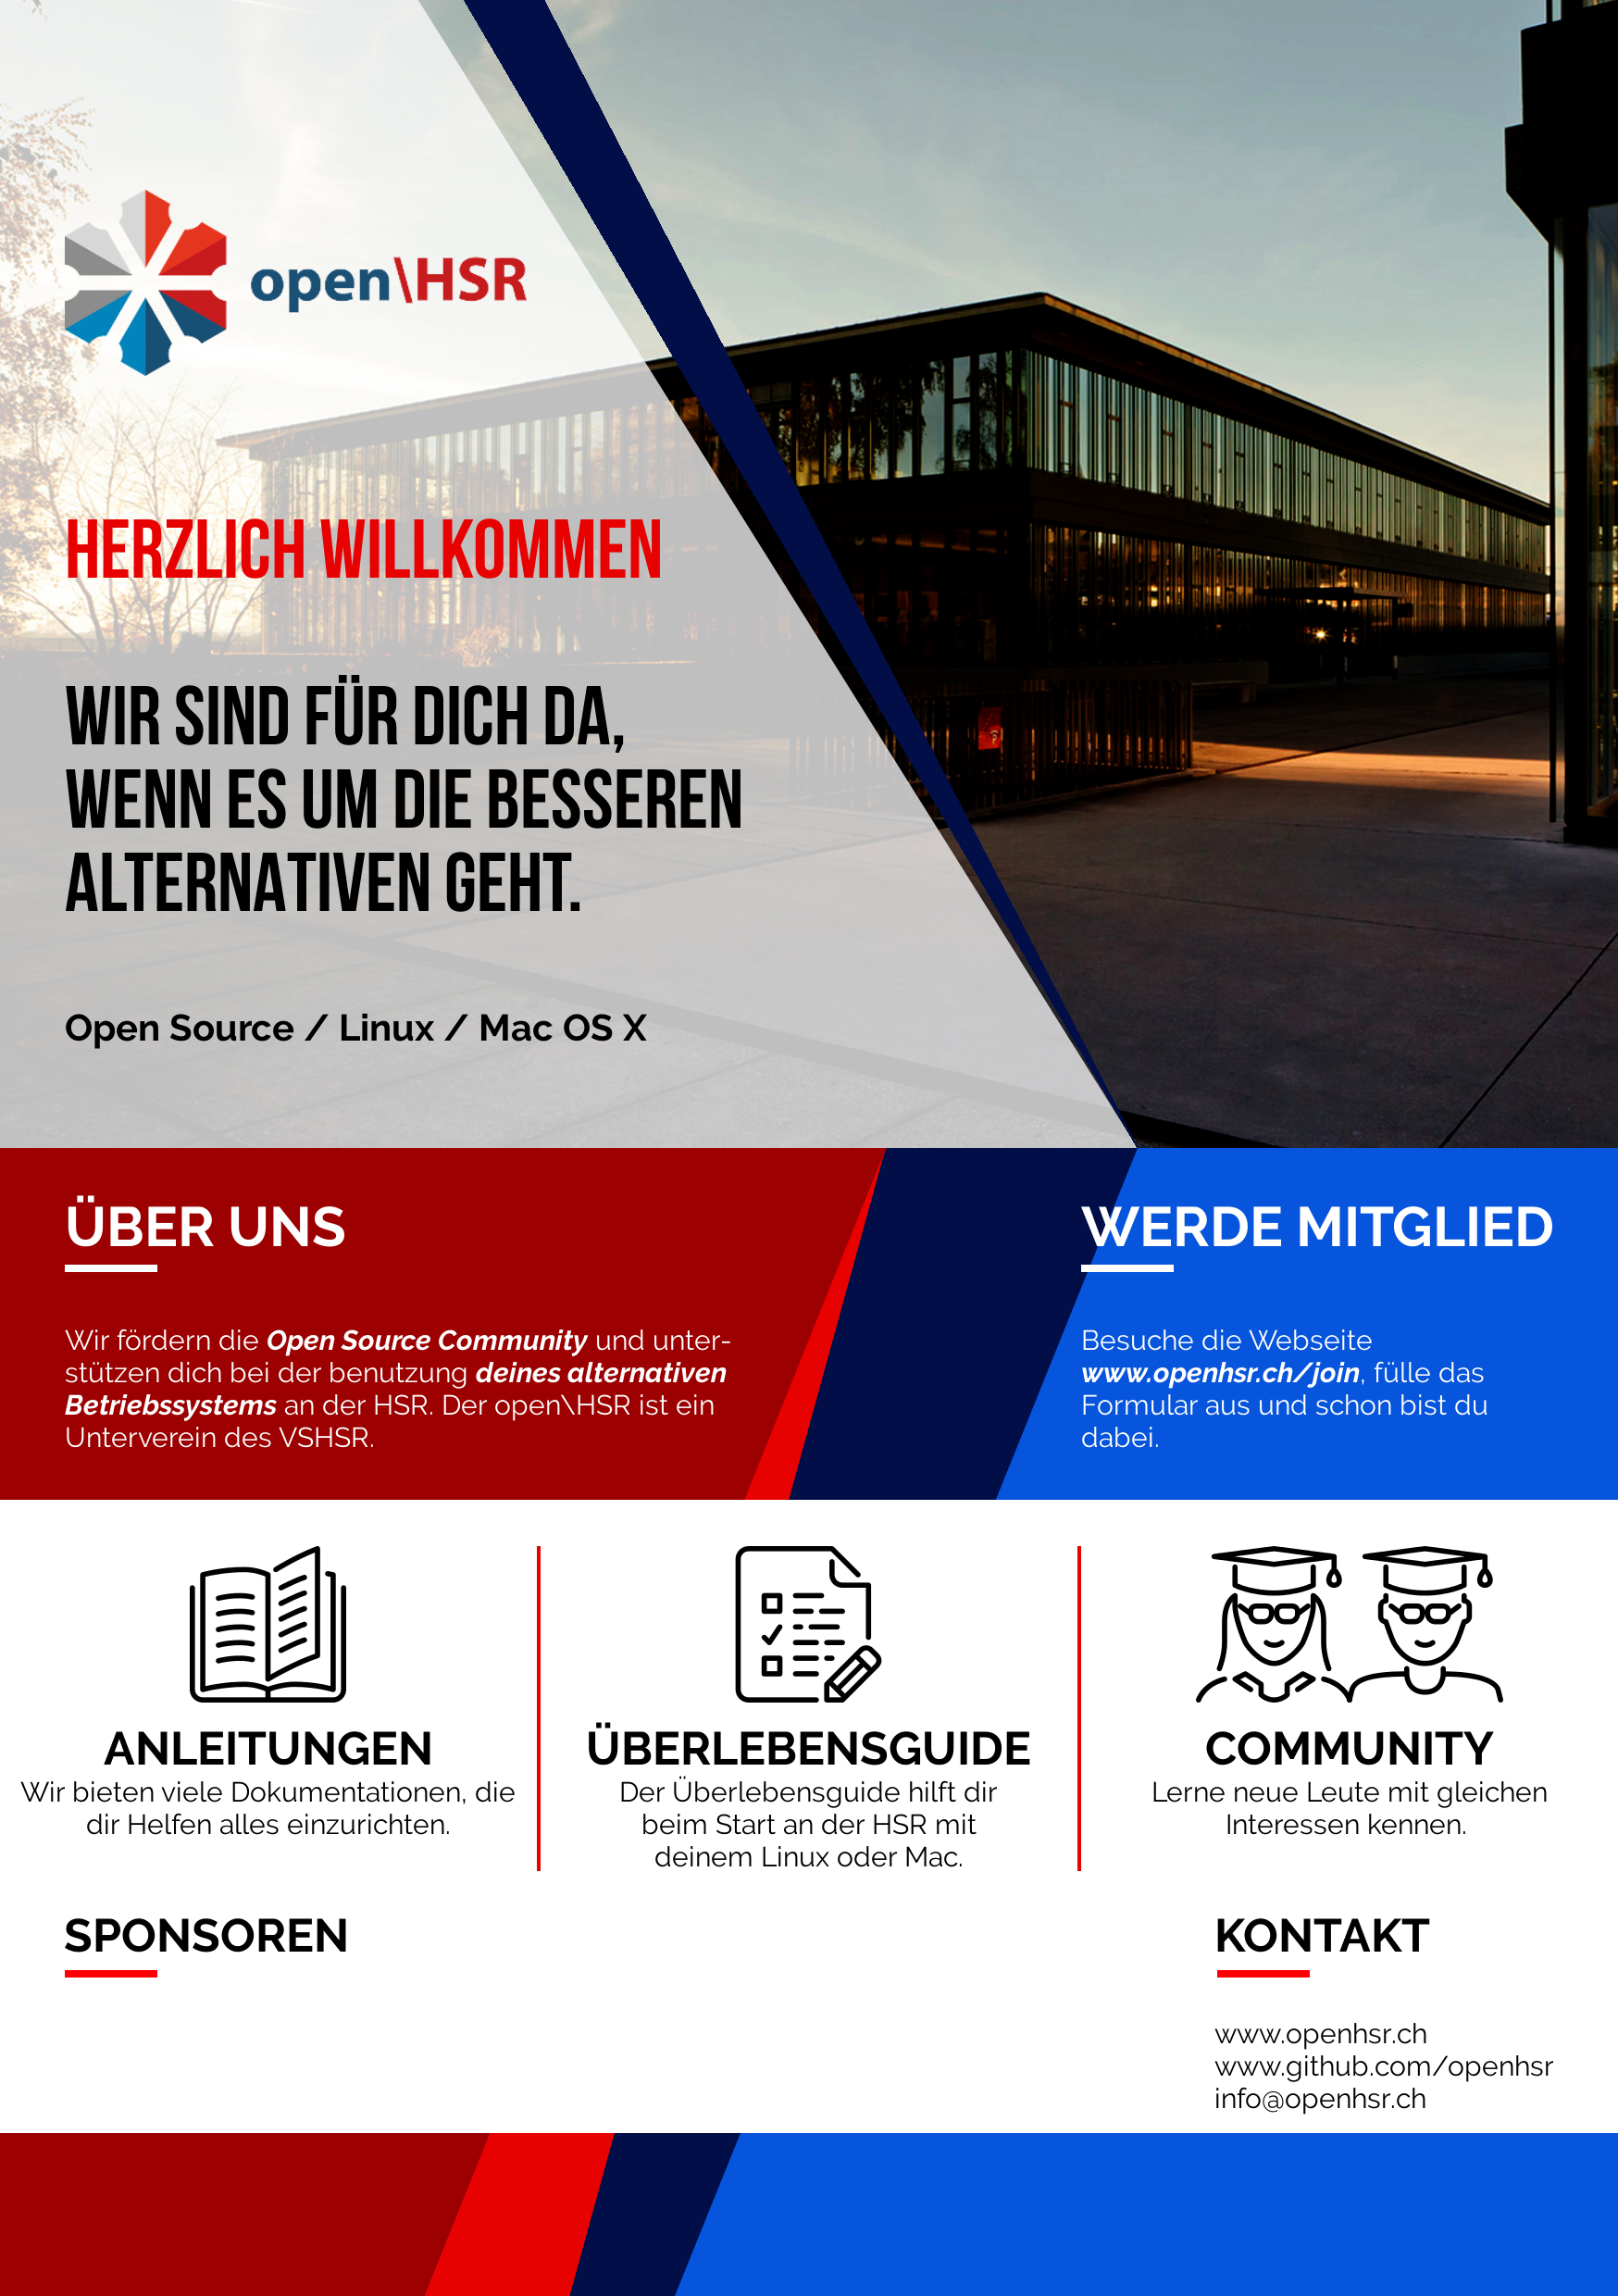 open\HSR
HERZLICH WILLKOMMEN
WIR SIND FÜR DICH DA,
WENN ES UM DIE BESSEREN
ALTERNATIVEN GEHT.
Open Source / Linux / Mac OS X
ÜBER UNS
Wir fördern die Open Source Community und unter-
stützen dich bei der benutzung deines alternativen
Betriebssystems an der HSR. Der open\HSR ist ein
Unterverein des VSHSR.
WERDE MITGLIED
Besuche die Webseite
www.openhsr.ch/join, fülle das
Formular aus und schon bist du
dabei.
ANLEITUNGEN
Wir bieten viele Dokumentationen, die
dir Helfen alles einzurichten.
ÜBERLEBENSGUIDE
Der Überlebensguide hilft dir
beim Start an der HSR mit
deinem Linux oder Mac.
COMMUNITY
Lerne neue Leute mit gleichen
Interessen kennen.
SPONSOREN
KONTAKT
www.openhsr.ch
www.github.com/openhsr
info@openhsr.ch